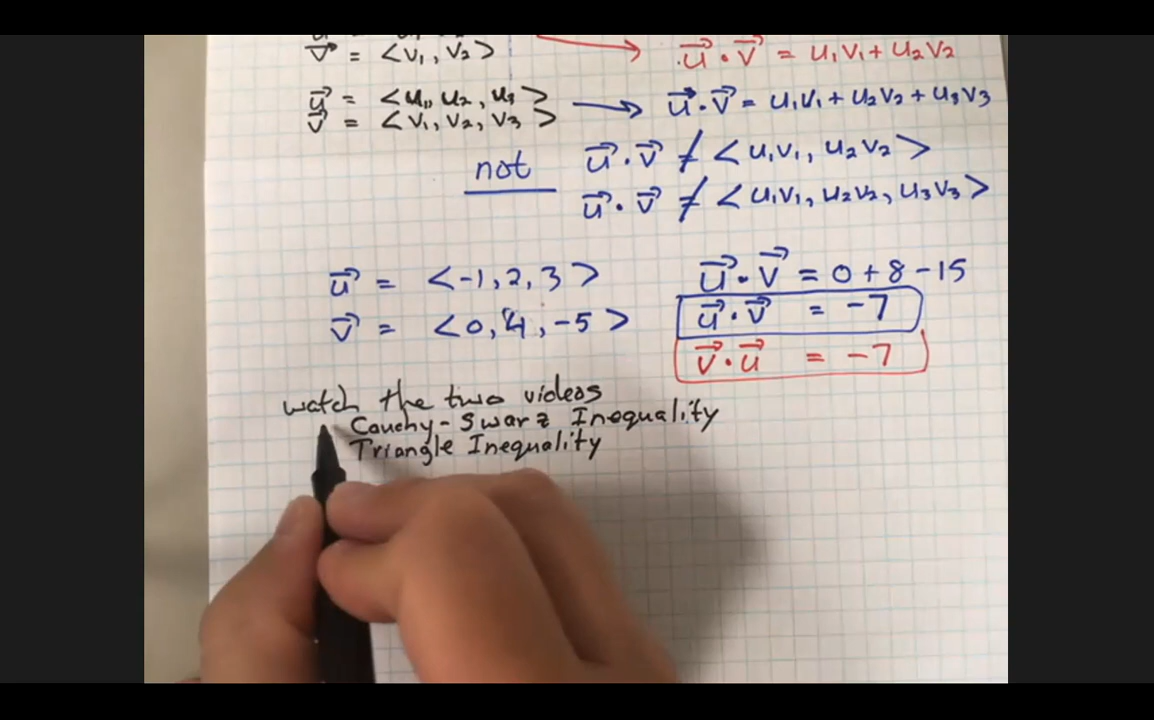 v⃗ = <v₁, v₂> u⃗ · v⃗ = u₁v₁ + u₂v₂
u⃗ = <u₁, u₂, u₃> u⃗ · v⃗ = u₁v₁ + u₂v₂ + u₃v₃
v⃗ = <v₁, v₂, v₃>
not u⃗ · v⃗ ≠ <u₁v₁, u₂v₂>
u⃗ · v⃗ ≠ <u₁v₁, u₂v₂, u₃v₃>
u⃗ = <-1, 2, 3> u⃗ · v⃗ = 0 + 8 - 15
v⃗ = <0, 4, -5> u⃗ · v⃗ = -7
v⃗ · u⃗ = -7
watch the two videos
Cauchy-Swarz Inequality
Triangle Inequality